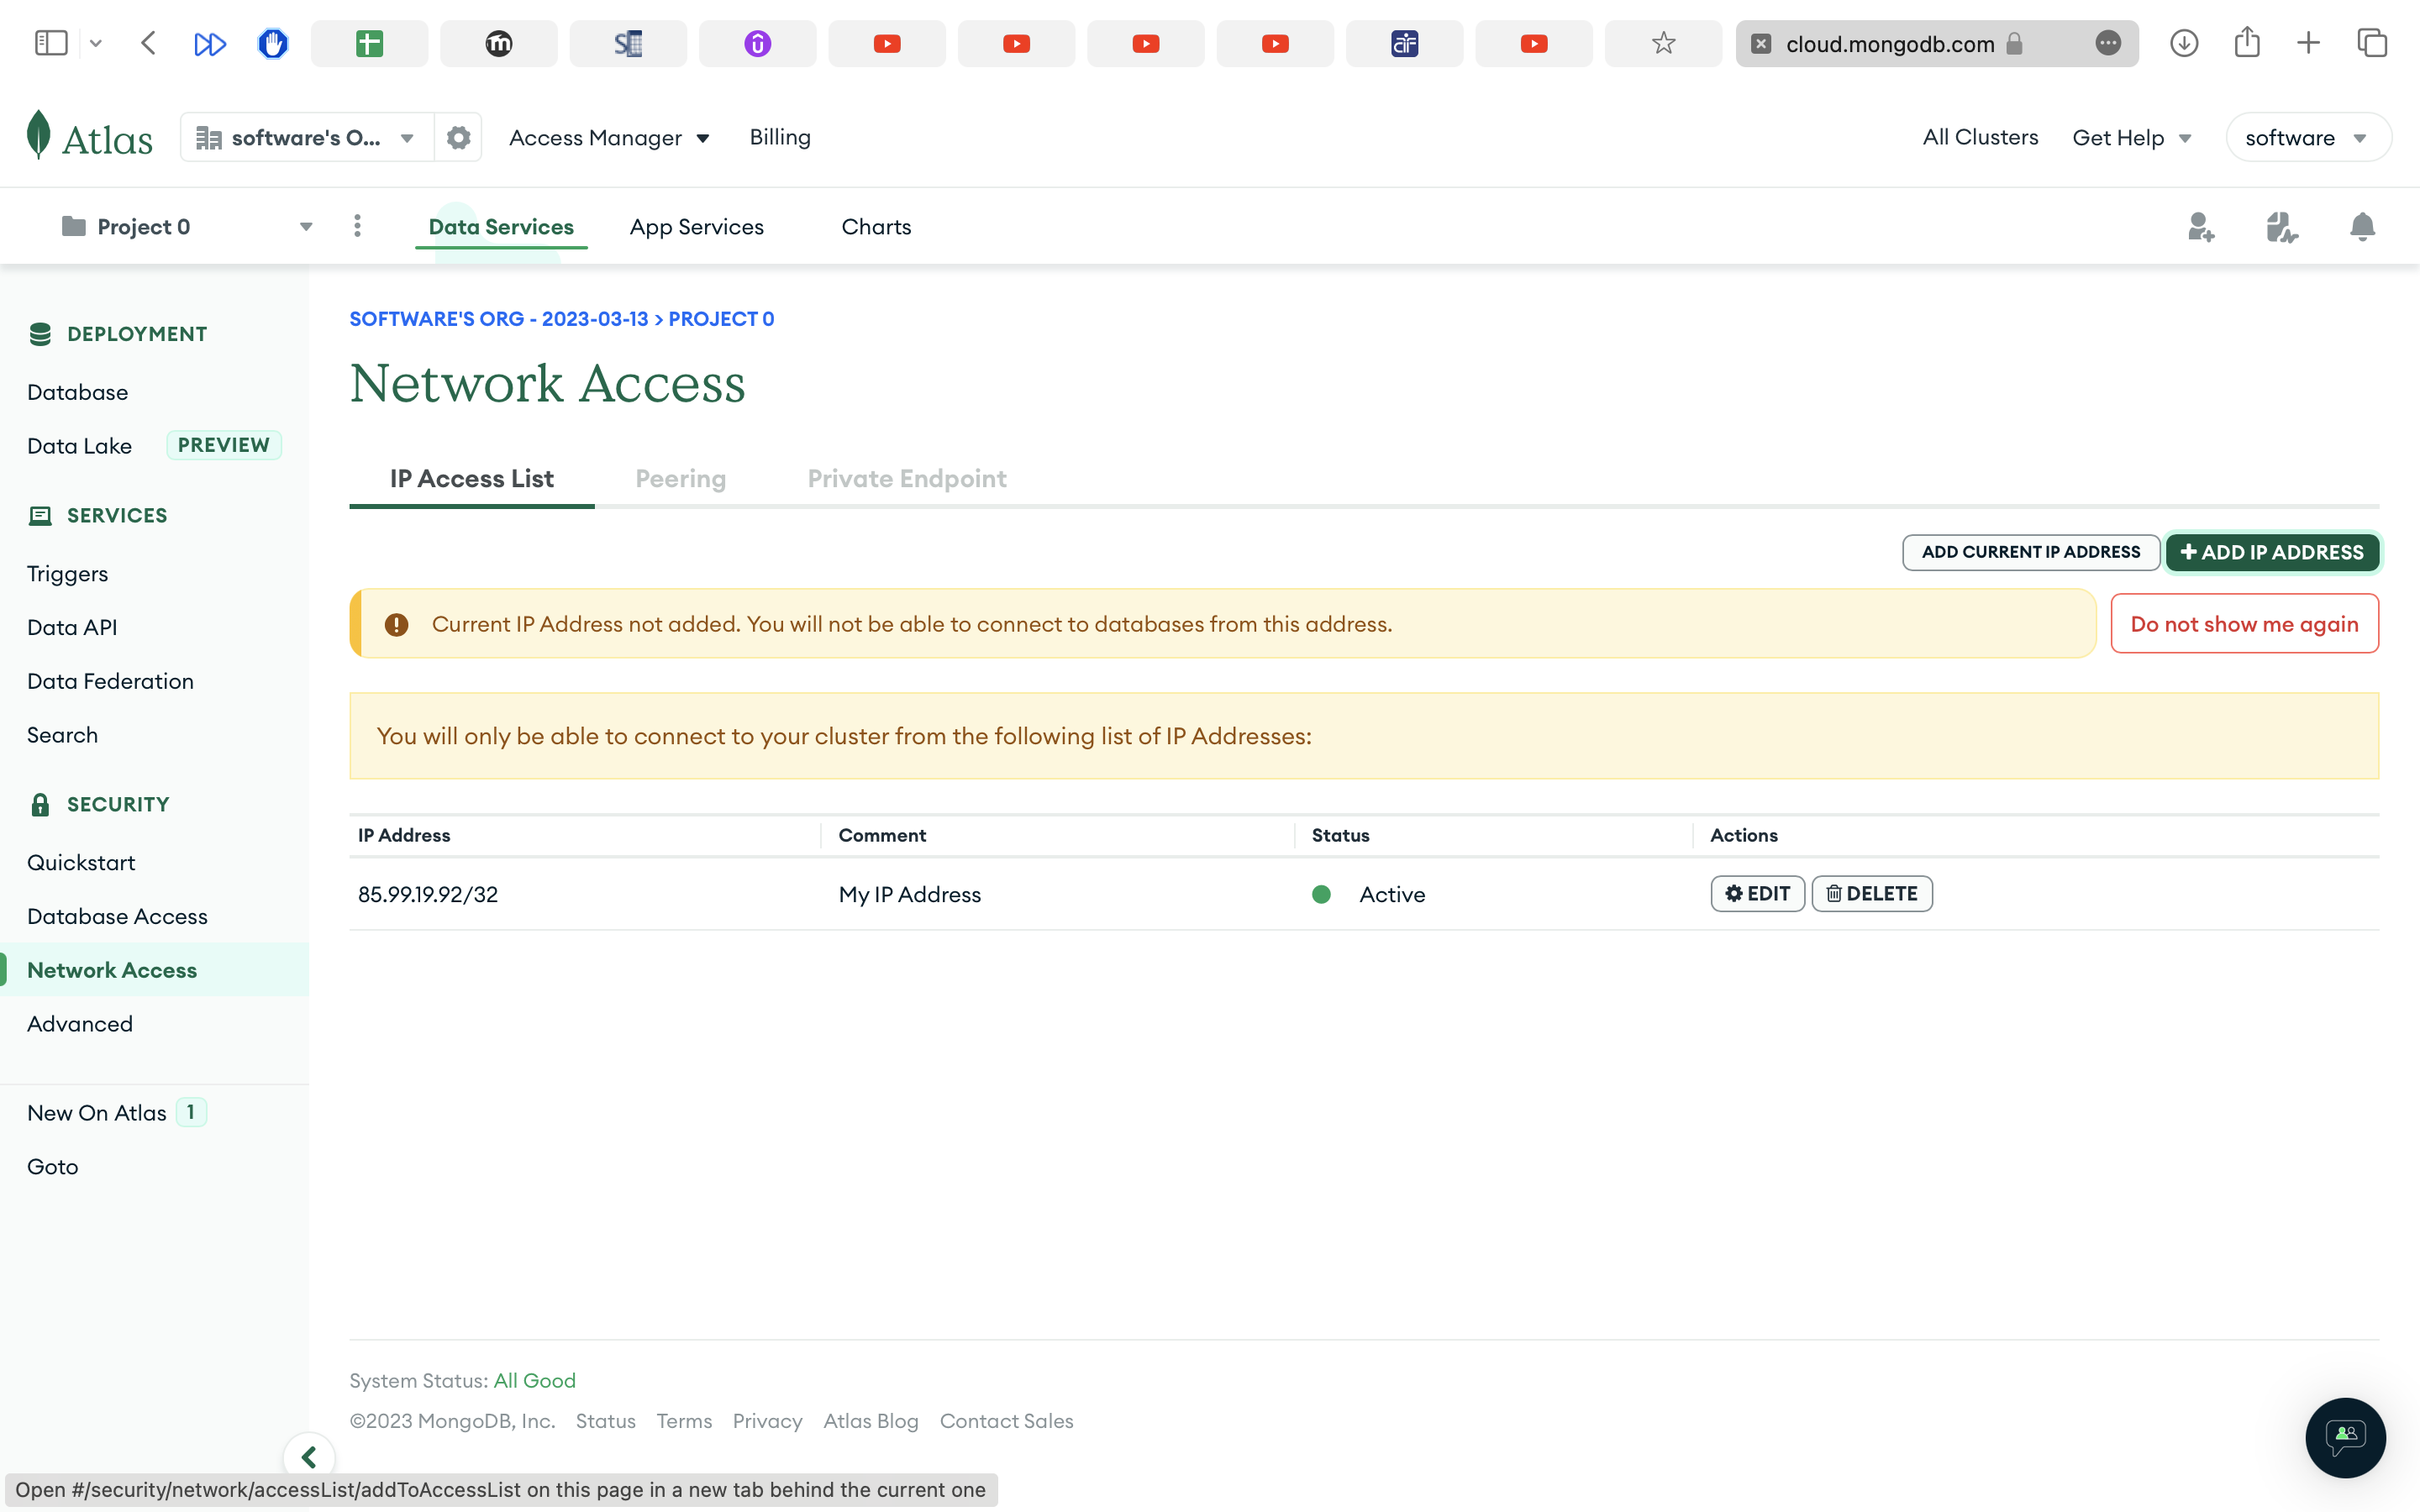 cloud.mongodb.com
Atlas
software's O...
Access Manager
Billing
All Clusters
Get Help
software
Project 0
Data Services
App Services
Charts
DEPLOYMENT
Database
Data Lake PREVIEW
SERVICES
Triggers
Data API
Data Federation
Search
SECURITY
Quickstart
Database Access
Network Access
Advanced
New On Atlas 1
Goto
SOFTWARE'S ORG - 2023-03-13 > PROJECT 0
Network Access
IP Access List Peering Private Endpoint
ADD CURRENT IP ADDRESS + ADD IP ADDRESS
Current IP Address not added. You will not be able to connect to databases from this address.
Do not show me again
You will only be able to connect to your cluster from the following list of IP Addresses:
IP Address Comment Status Actions
85.99.19.92/32 My IP Address Active EDIT DELETE
System Status: All Good
©2023 MongoDB, Inc. Status Terms Privacy Atlas Blog Contact Sales
Open #/security/network/accessList/addToAccessList on this page in a new tab behind the current one